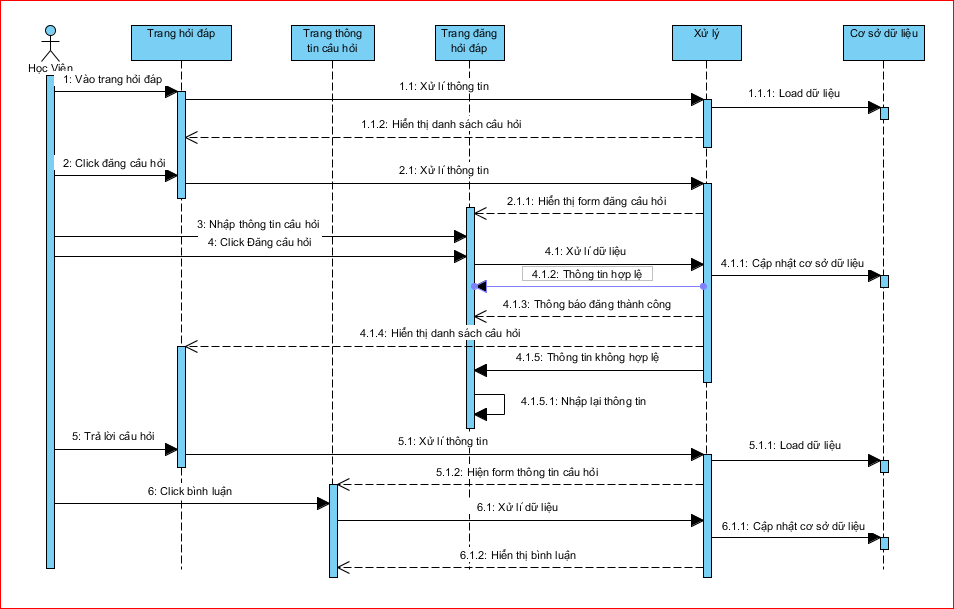 Trang hỏi đáp
Trang thông
tin câu hỏi
Trang đăng
hỏi đáp
Xử lý
Cơ sở dữ liệu
Học Viên
1: Vào trang hỏi đáp
1.1: Xử lí thông tin
1.1.1: Load dữ liệu
1.1.2: Hiển thị danh sách câu hỏi
2: Click đăng câu hỏi
2.1: Xử lí thông tin
2.1.1: Hiển thị form đăng câu hỏi
3: Nhập thông tin câu hỏi
4: Click Đăng câu hỏi
4.1: Xử lí dữ liệu
4.1.1: Cập nhật cơ sở dữ liệu
4.1.2: Thông tin hợp lệ
4.1.3: Thông báo đăng thành công
4.1.4: Hiển thị danh sách câu hỏi
4.1.5: Thông tin không hợp lệ
4.1.5.1: Nhập lại thông tin
5: Trả lời câu hỏi
5.1: Xử lí thông tin
5.1.1: Load dữ liệu
5.1.2: Hiện form thông tin câu hỏi
6: Click bình luận
6.1: Xử lí dữ liệu
6.1.1: Cập nhật cơ sở dữ liệu
6.1.2: Hiển thị bình luận